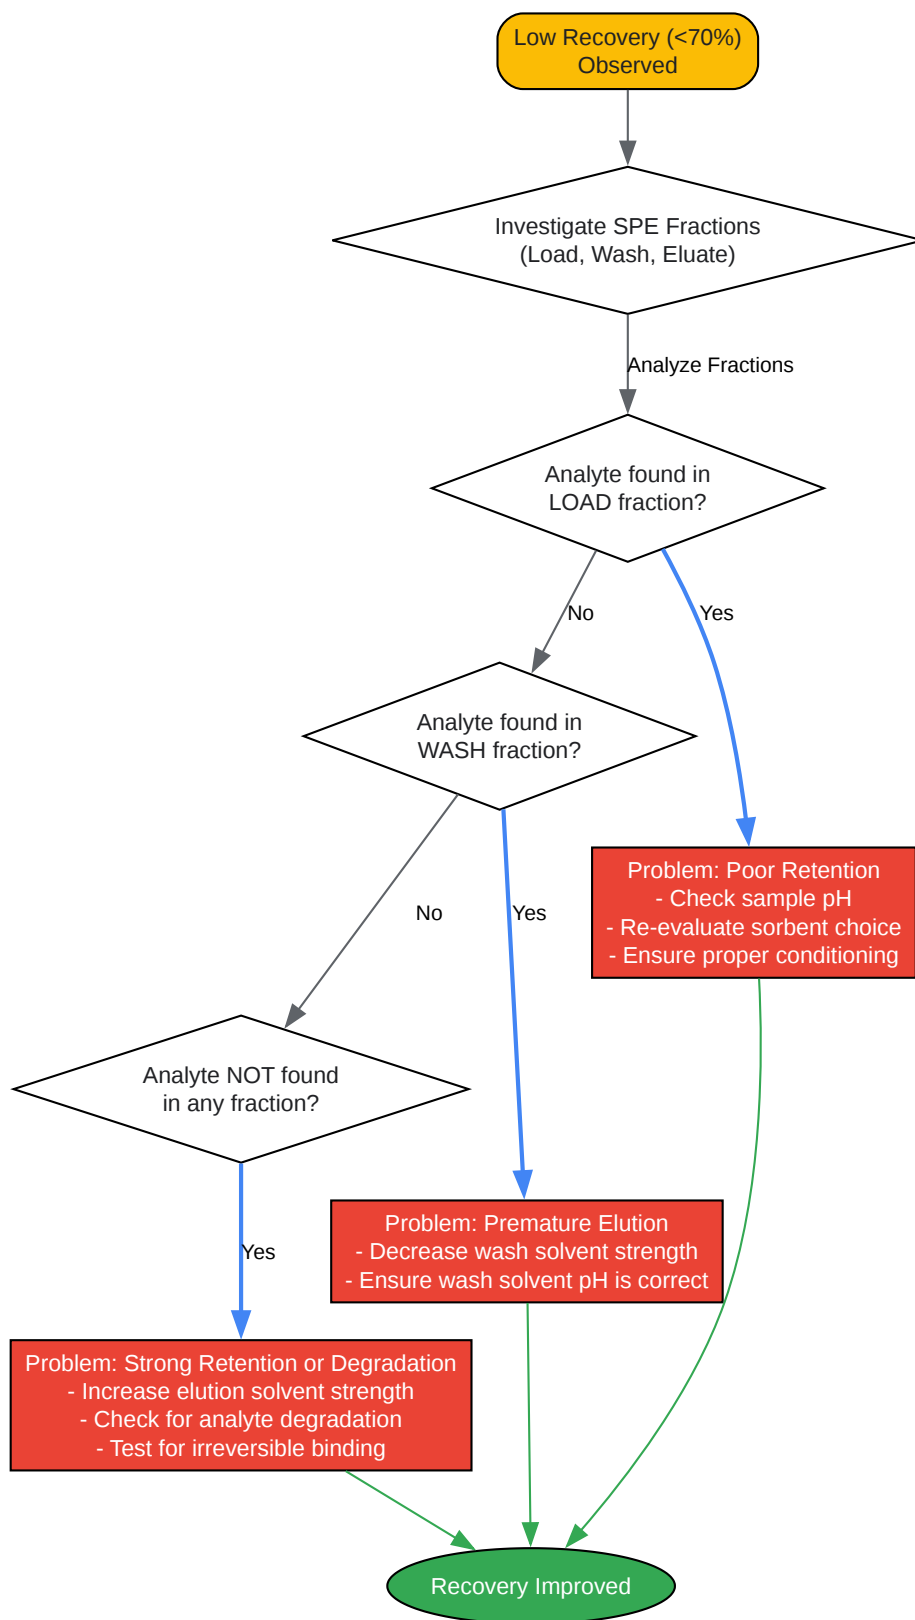 Low Recovery (<70%)
Observed
Investigate SPE Fractions
(Load, Wash, Eluate)
Analyze Fractions
Analyte found in
LOAD fraction?
No
Yes
Analyte found in
WASH fraction?
Problem: Poor Retention
- Check sample pH
- Re-evaluate sorbent choice
- Ensure proper conditioning
No
Yes
Analyte NOT found
in any fraction?
Problem: Premature Elution
- Decrease wash solvent strength
- Ensure wash solvent pH is correct
Yes
Problem: Strong Retention or Degradation
- Increase elution solvent strength
- Check for analyte degradation
- Test for irreversible binding
Recovery Improved